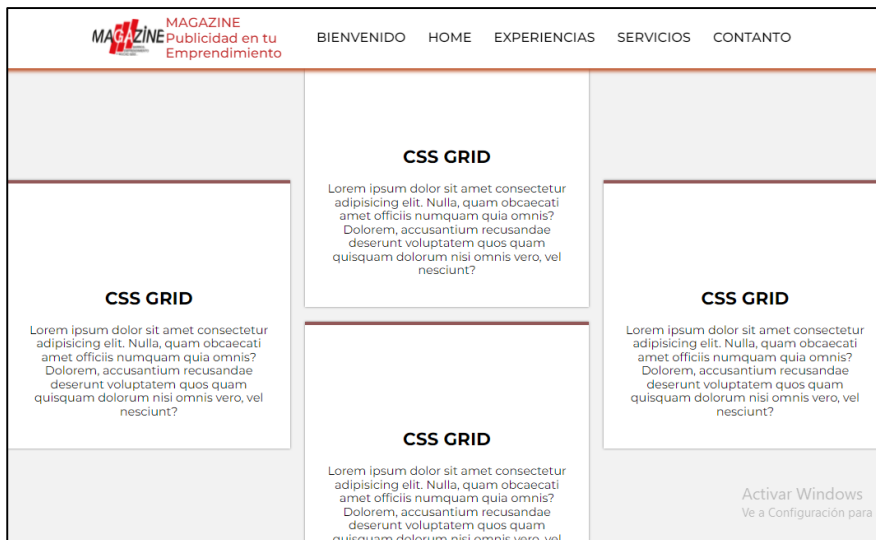 MAGAZINE
MAGAZINE
Publicidad en tu
Emprendimiento
BIENVENIDO HOME EXPERIENCIAS SERVICIOS CONTANTO
CSS GRID
Lorem ipsum dolor sit amet consectetur
adipisicing elit. Nulla, quam obcaecati
amet officiis numquam quia omnis?
Dolorem, accusantium recusandae
deserunt voluptatem quos quam
quisquam dolorum nisi omnis vero, vel
nesciunt?
CSS GRID
Lorem ipsum dolor sit amet consectetur
adipisicing elit. Nulla, quam obcaecati
amet officiis numquam quia omnis?
Dolorem, accusantium recusandae
deserunt voluptatem quos quam
quisquam dolorum nisi omnis vero, vel
nesciunt?
CSS GRID
Lorem ipsum dolor sit amet consectetur
adipisicing elit. Nulla, quam obcaecati
amet officiis numquam quia omnis?
Dolorem, accusantium recusandae
deserunt voluptatem quos quam
quisquam dolorum nisi omnis vero, vel
nesciunt?
CSS GRID
Lorem ipsum dolor sit amet consectetur
adipisicing elit. Nulla, quam obcaecati
amet officiis numquam quia omnis?
Dolorem, accusantium recusandae
deserunt voluptatem quos quam
quisquam dolorum nisi omnis vero, vel
Activar Windows
Ve a Configuración para